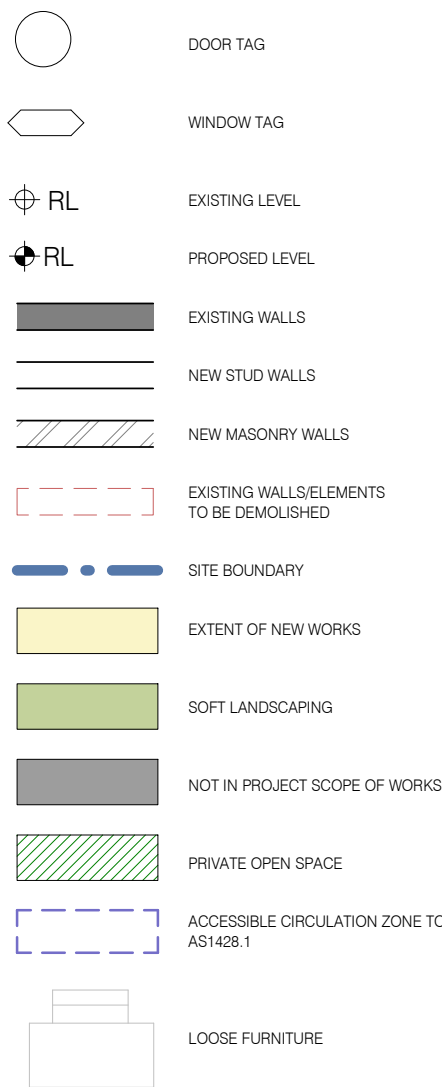 DOOR TAG
WINDOW TAG
RL EXISTING LEVEL
RL PROPOSED LEVEL
EXISTING WALLS
NEW STUD WALLS
NEW MASONRY WALLS
EXISTING WALLS/ELEMENTS
TO BE DEMOLISHED
SITE BOUNDARY
EXTENT OF NEW WORKS
SOFT LANDSCAPING
NOT IN PROJECT SCOPE OF WORKS
PRIVATE OPEN SPACE
ACCESSIBLE CIRCULATION ZONE TO
AS1428.1
LOOSE FURNITURE